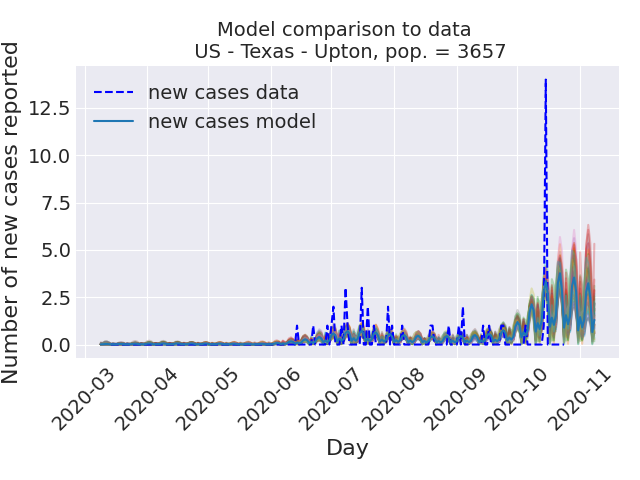 Model comparison to data
US - Texas - Upton, pop. = 3657
Number of new cases reported
12.5
10.0
7.5
5.0
2.5
0.0
new cases data
new cases model
2020-03
2020-04
2020-05
2020-06
2020-07
2020-08
2020-09
2020-10
2020-11
Day